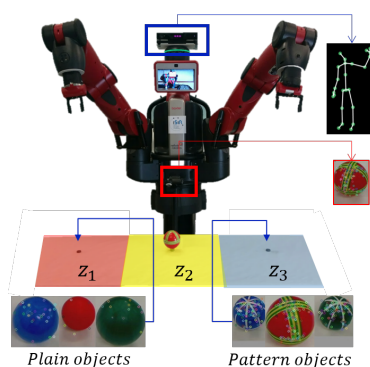 z₁ z₂ z₃
Plain objects
Pattern objects